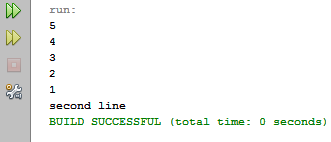 run:
5
4
3
2
1
second line
BUILD SUCCESSFUL (total time: 0 seconds)